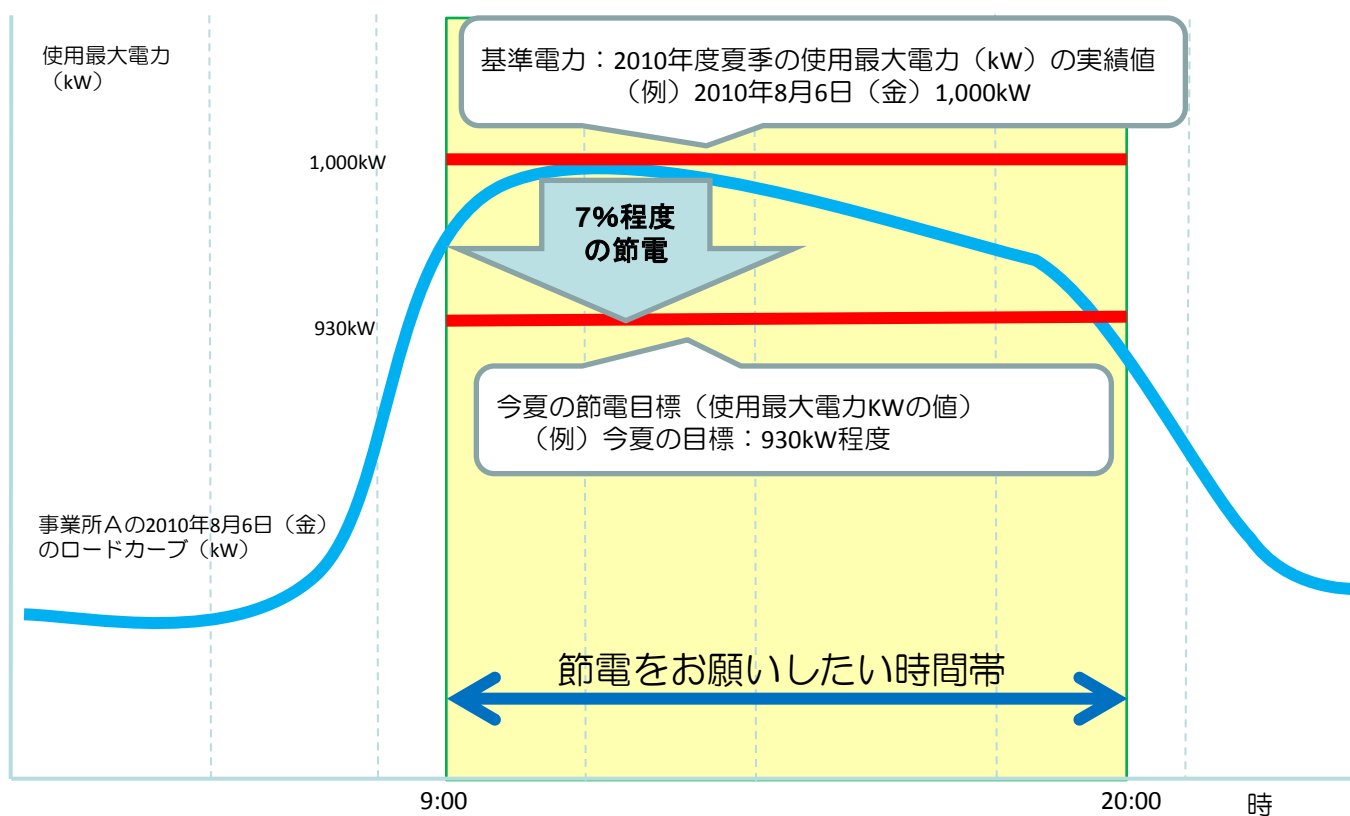 使用最大電力
（kW）
基準電力：2010年度夏季の使用最大電力（kW）の実績値
（例）2010年8月6日（金）1,000kW
1,000kW
7%程度
の節電
930kW
今夏の節電目標（使用最大電力KWの値）
（例）今夏の目標：930kW程度
事業所Ａの2010年8月6日（金）
のロードカーブ（kW）
節電をお願いしたい時間帯
9:00
20:00
時